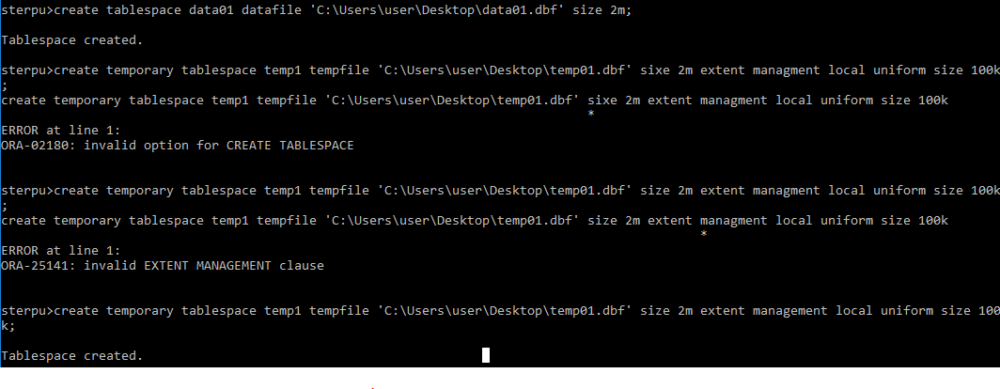 sterpu>create tablespace data01 datafile 'C:\Users\user\Desktop\data01.dbf' size 2m;
Tablespace created.
sterpu>create temporary tablespace temp1 tempfile 'C:\Users\user\Desktop\temp01.dbf' sixe 2m extent managment local uniform size 100k
;
create temporary tablespace temp1 tempfile 'C:\Users\user\Desktop\temp01.dbf' sixe 2m extent managment local uniform size 100k
*
ERROR at line 1:
ORA-02180: invalid option for CREATE TABLESPACE
sterpu>create temporary tablespace temp1 tempfile 'C:\Users\user\Desktop\temp01.dbf' size 2m extent managment local uniform size 100k
;
create temporary tablespace temp1 tempfile 'C:\Users\user\Desktop\temp01.dbf' size 2m extent managment local uniform size 100k
*
ERROR at line 1:
ORA-25141: invalid EXTENT MANAGEMENT clause
sterpu>create temporary tablespace temp1 tempfile 'C:\Users\user\Desktop\temp01.dbf' size 2m extent management local uniform size 100
k;
Tablespace created.